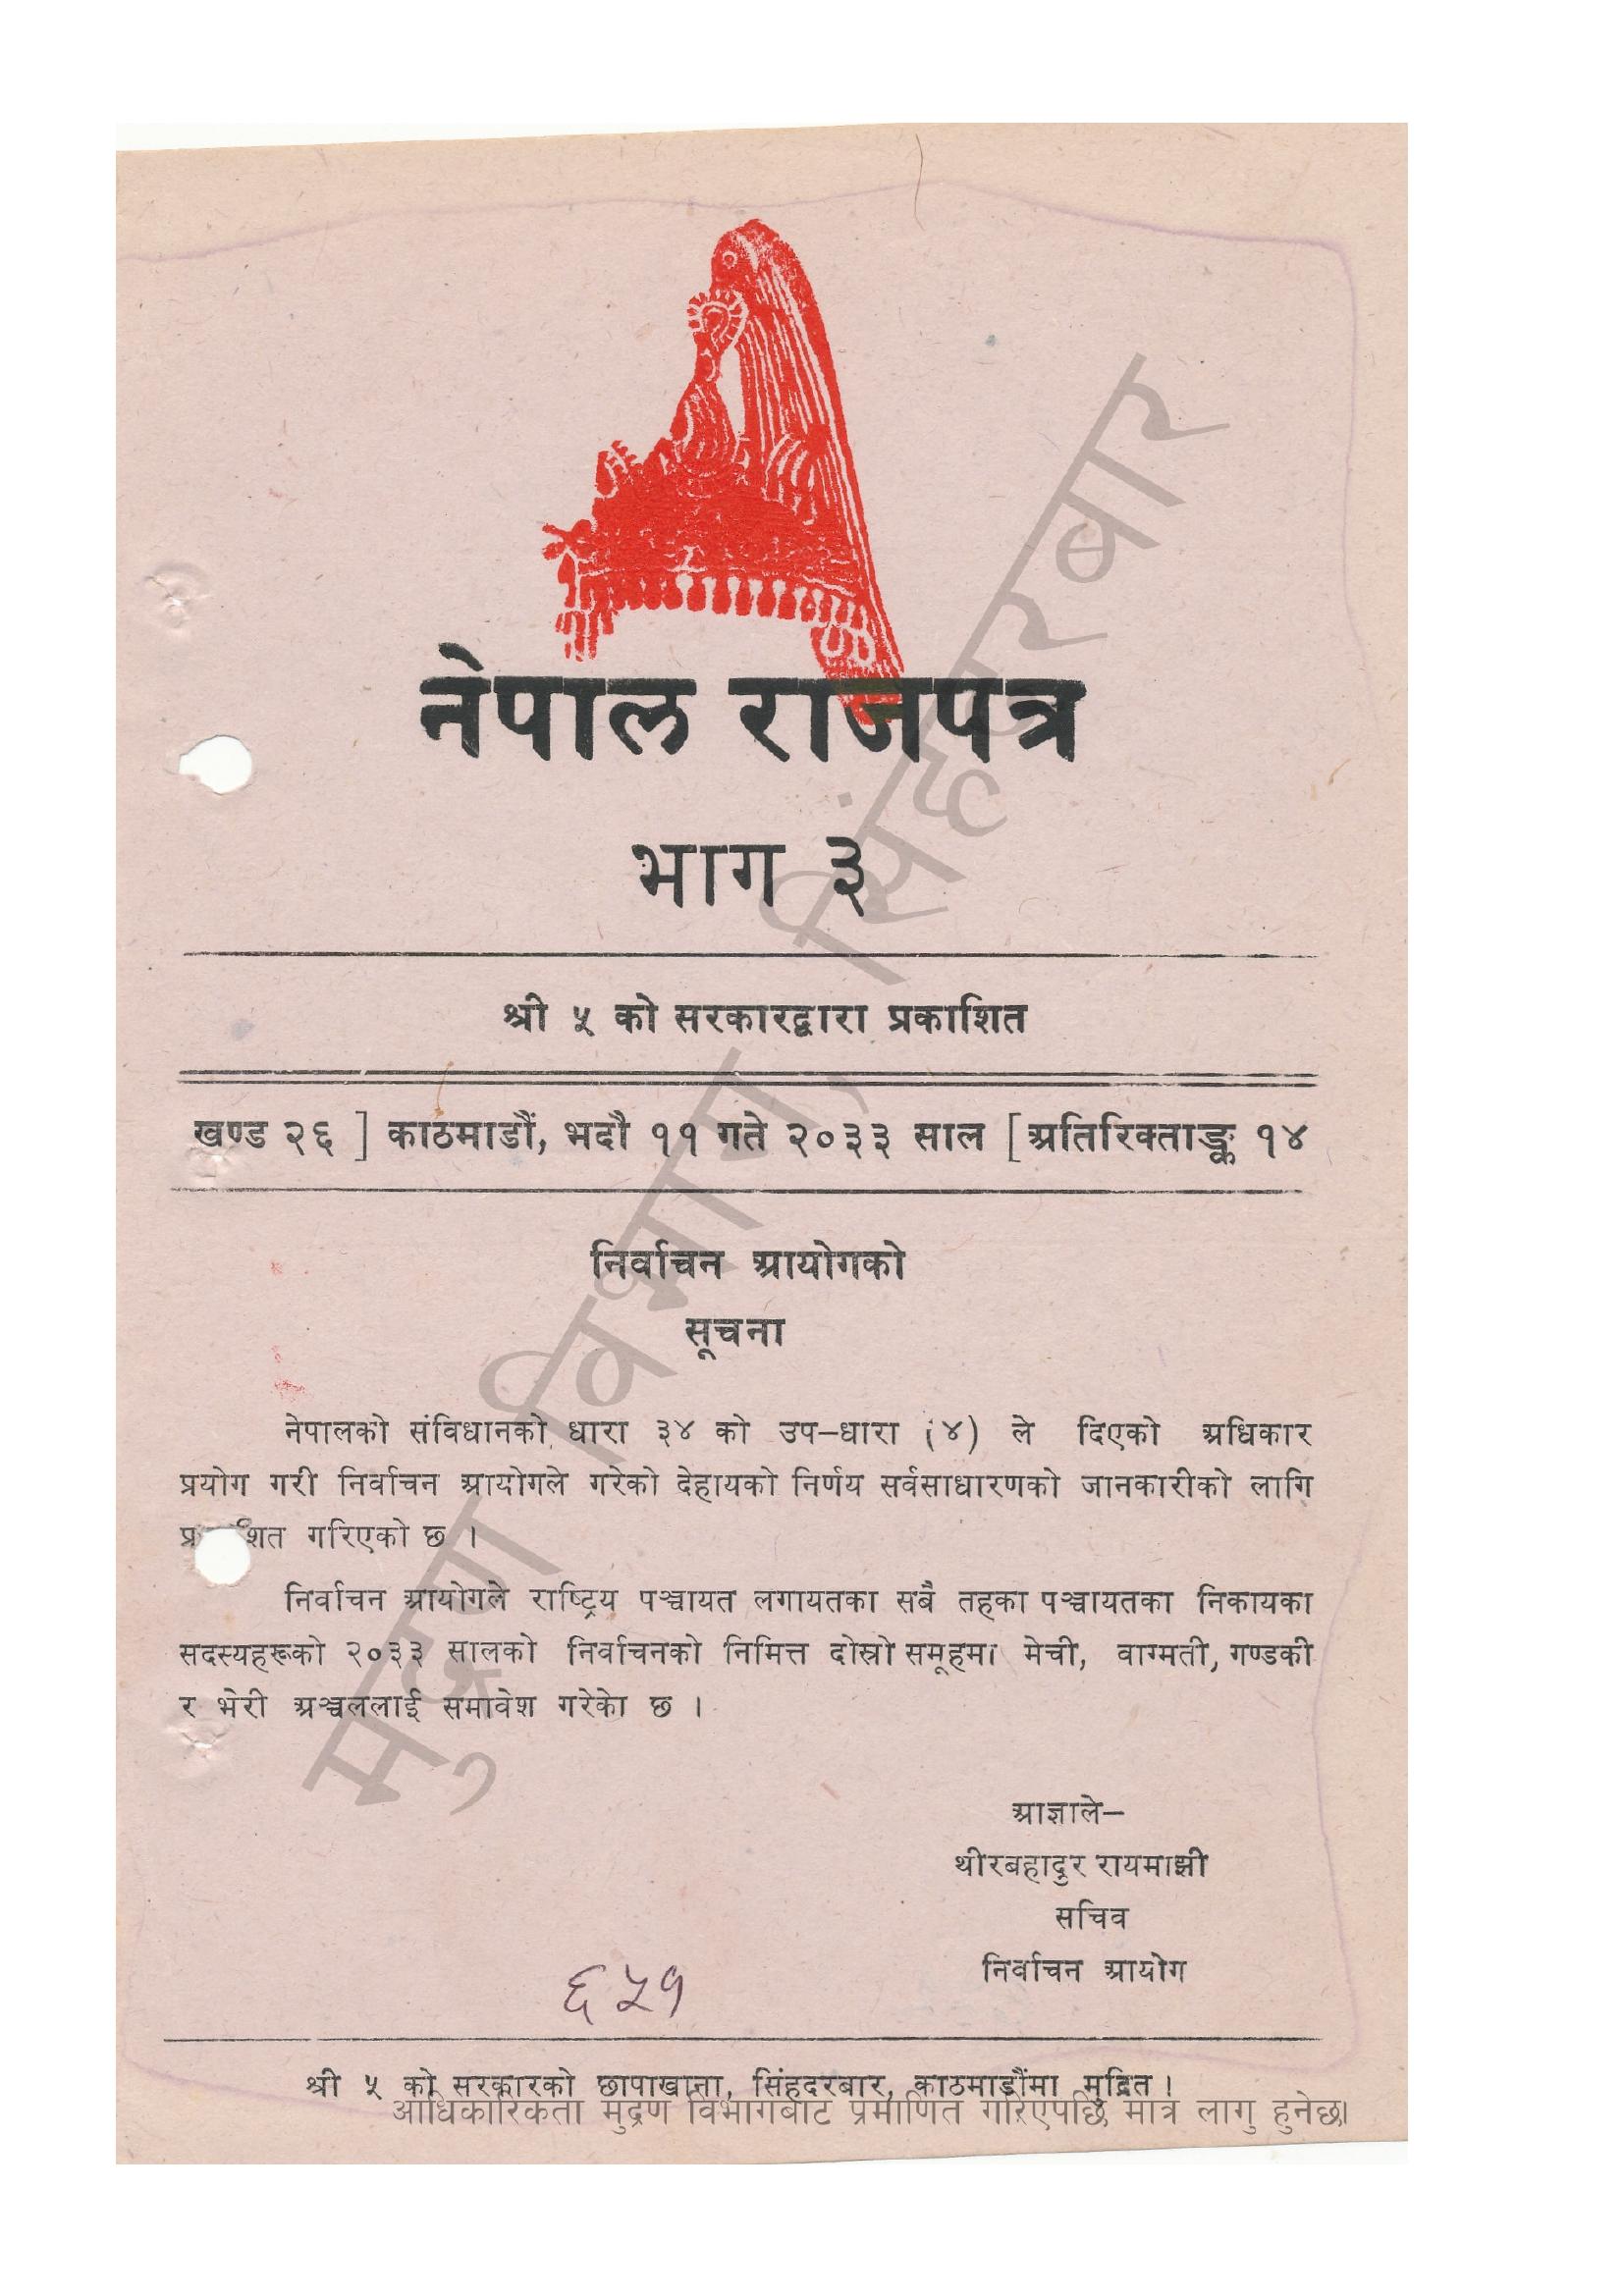 नेपाल राजपत्र
भाग ३
श्री ५ को सरकारद्वारा प्रकाशित
खण्ड २६ ] काठमाडौं, भदौ ११ गते २०३३ साल [ अतिरिक्ताङ्क १४
निर्वाचन आयोगको
सूचना
नेपालको संविधानको धारा ३४ को उप–धारा (४) ले दिएको अधिकार
प्रयोग गरी निर्वाचन आयोगले गरेको देहायको निर्णय सर्वसाधारणको जानकारीको लागि
गरिएको छ ।
निर्वाचन आयोगले राष्ट्रिय पञ्चायत लगायतका सबै तहका पञ्चायतका निकायका
सदस्यहरूको २०३३ सालको निर्वाचनको निमित्त दोस्रो समूहमा मेची, वाग्मती, गण्डकी
र भेरी अञ्चललाई समावेश गरेको छ ।
आज्ञाले–
थीरबहादुर रायमाझी
सचिव
निर्वाचन आयोग
६५१
श्री ५ को सरकारको छापाखाना, सिंहदरबार, काठमाडौंमा मुद्रित ।
आधिकारिकता मुद्रण विभागबाट प्रमाणित गरिएपछि मात्र लागु हुनेछ।
मुद्रण विभाग, सिंहदरबार